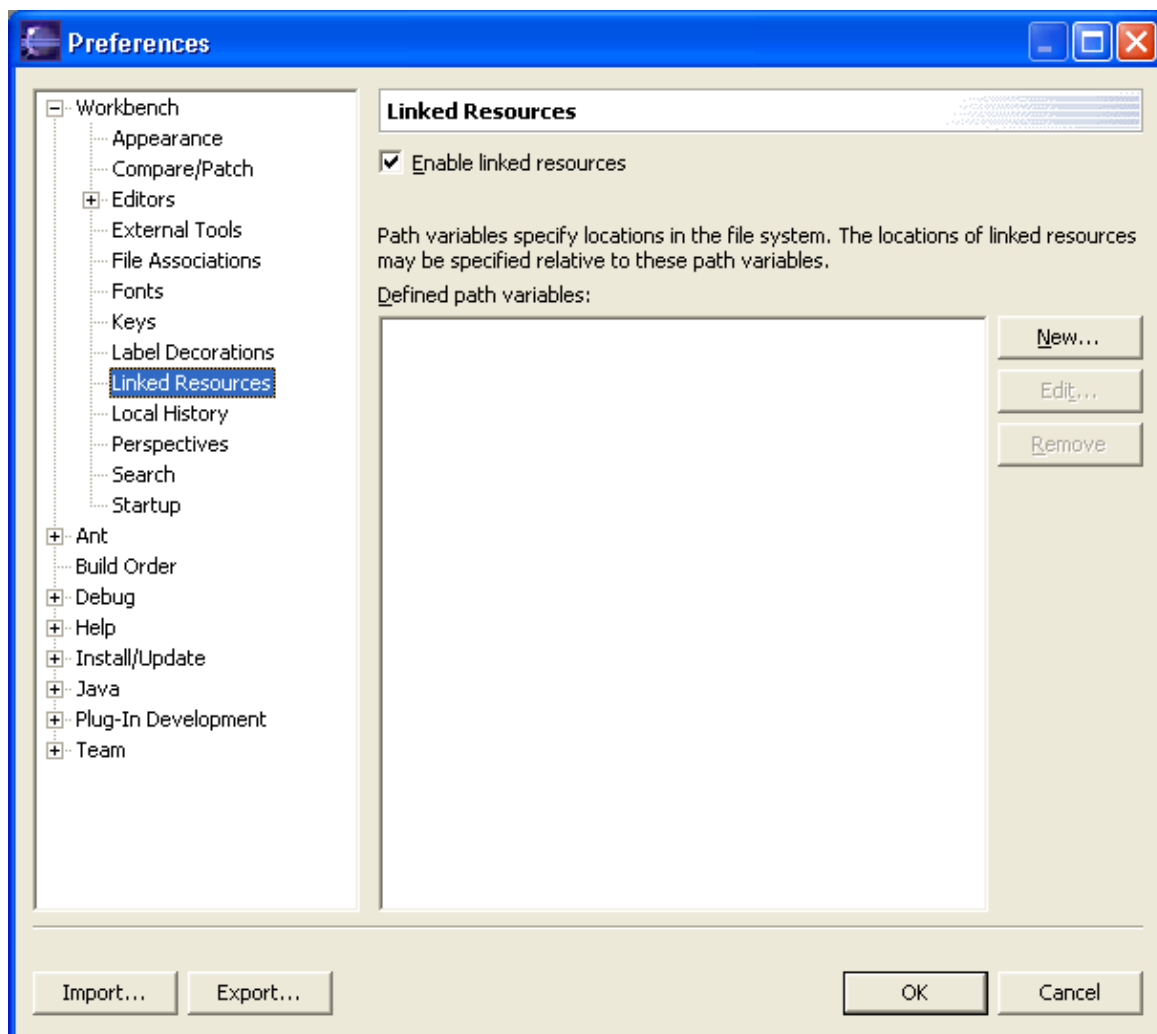 Preferences
Workbench
Appearance
Compare/Patch
Editors
External Tools
File Associations
Fonts
Keys
Label Decorations
Linked Resources
Local History
Perspectives
Search
Startup
Ant
Build Order
Debug
Help
Install/Update
Java
Plug-In Development
Team
Linked Resources
Enable linked resources
Path variables specify locations in the file system. The locations of linked resources
may be specified relative to these path variables.
Defined path variables:
New...
Edit...
Remove
Import...
Export...
OK
Cancel